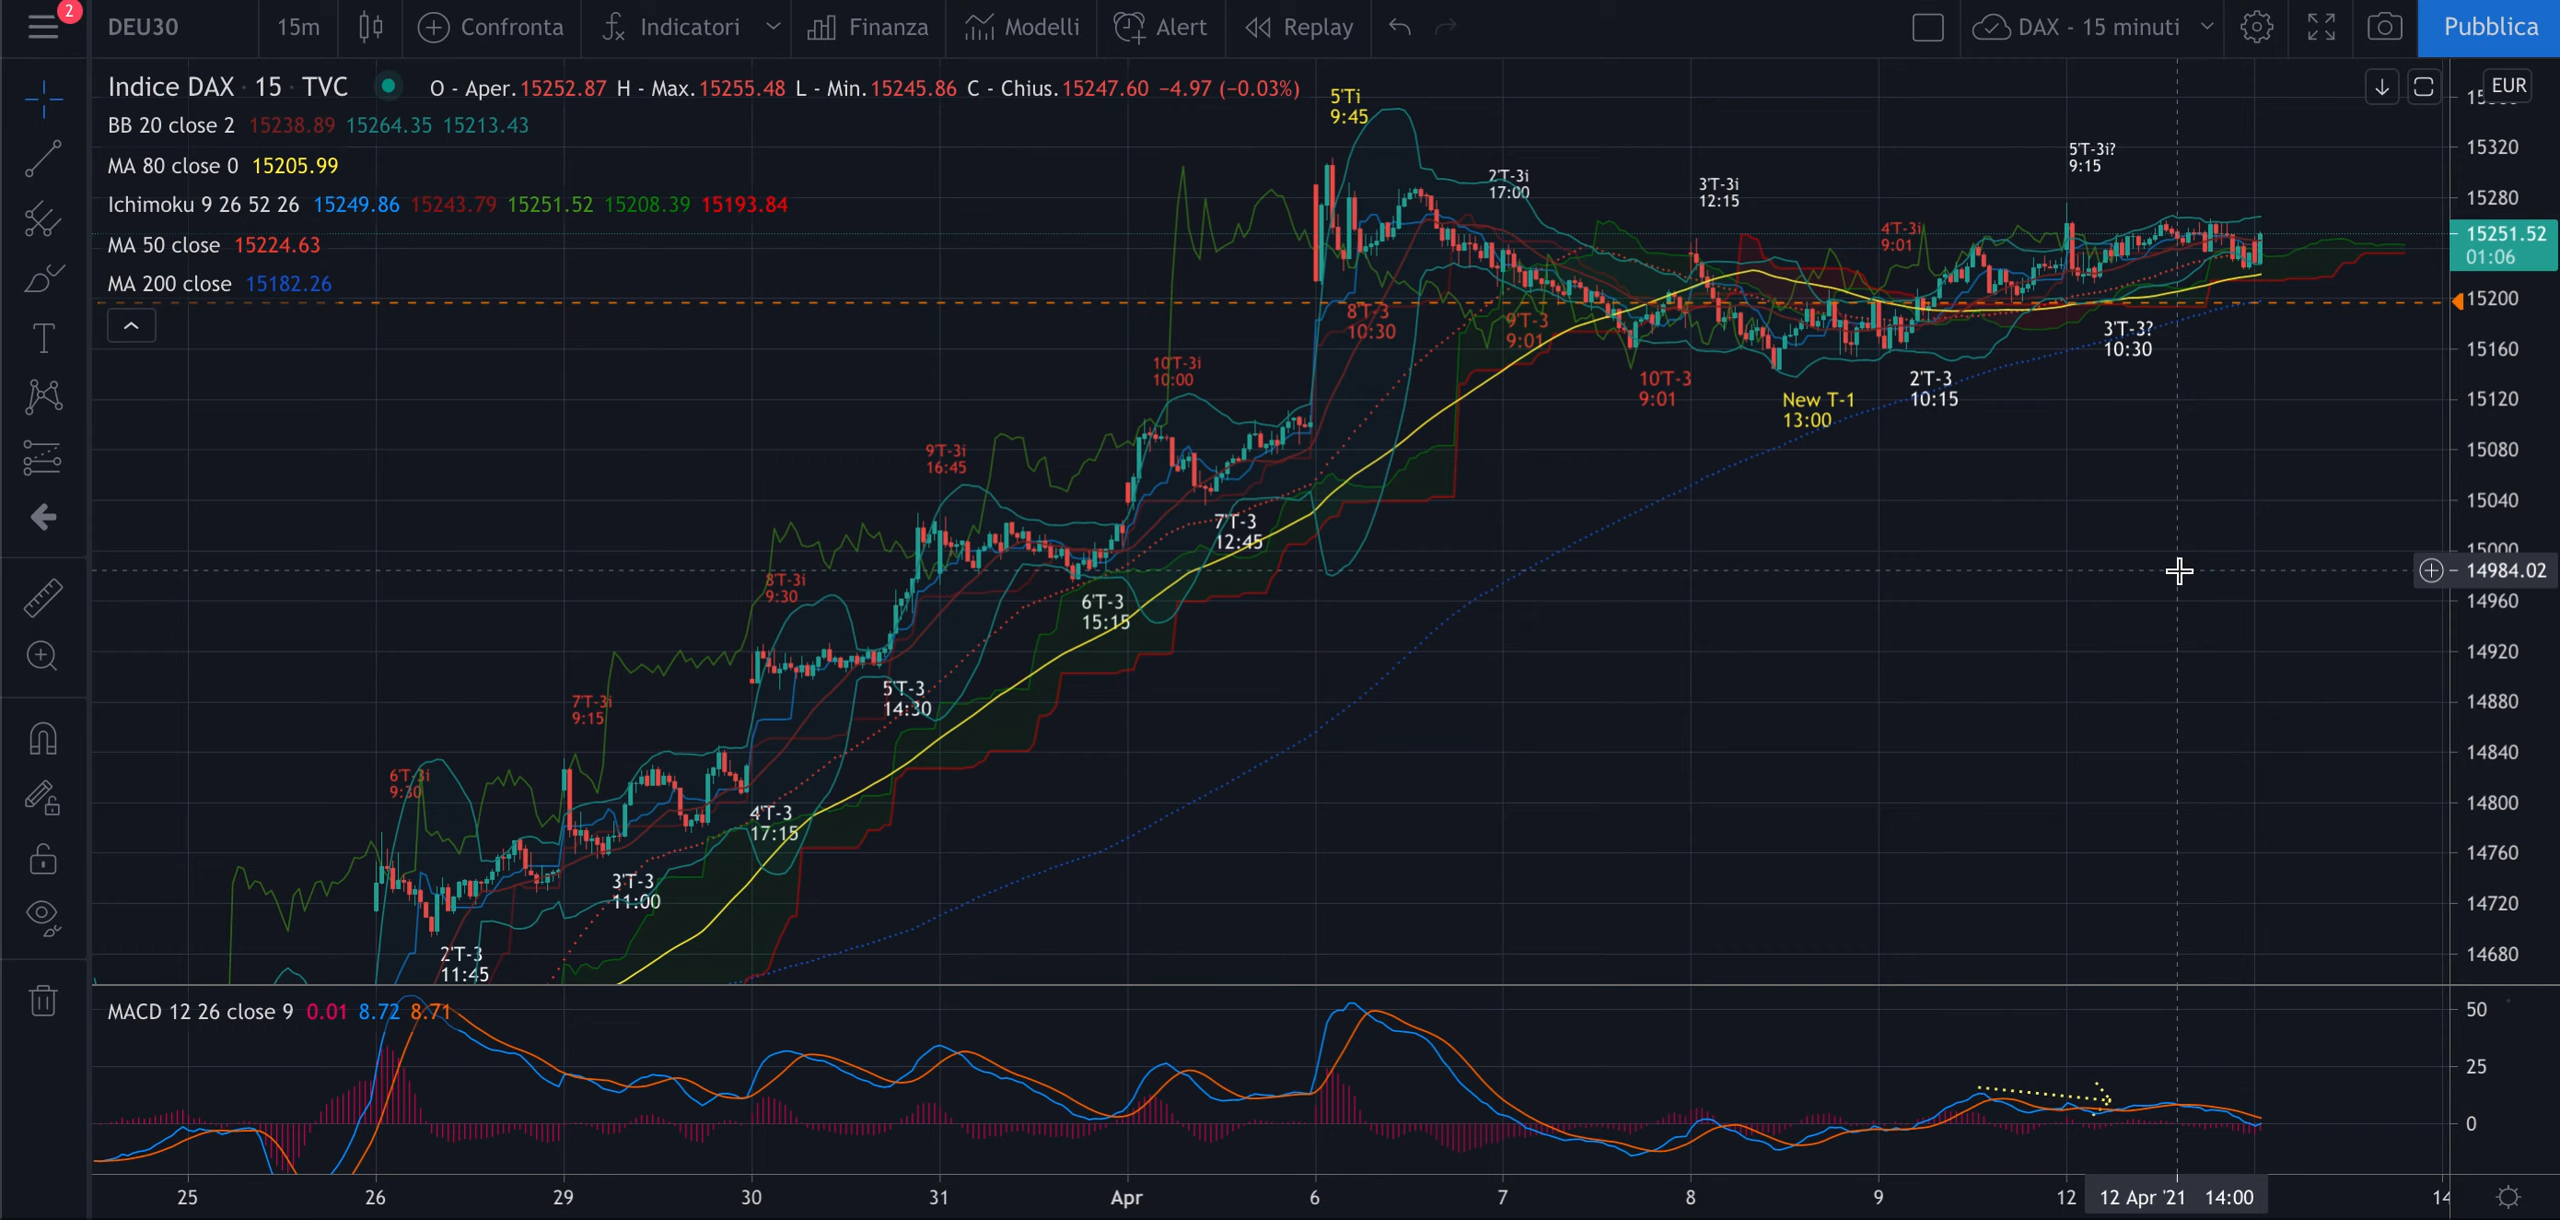 2
DEU30 15m Confronta Indicatori Finanza Modelli Alert Replay DAX - 15 minuti Pubblica
Indice DAX · 15 · TVC O - Aper. 15252.87 H - Max. 15255.48 L - Min. 15245.86 C - Chius. 15247.60 −4.97 (−0.03%)
BB 20 close 2 15238.89 15264.35 15213.43
MA 80 close 0 15205.99
Ichimoku 9 26 52 26 15249.86 15243.79 15251.52 15208.39 15193.84
MA 50 close 15224.63
MA 200 close 15182.26
5'Ti
9:45
2'T-3i
17:00
3'T-3i
12:15
4'T-3i
9:01
5'T-3i?
9:15
8'T-3
10:30
9'T-3
9:01
3'T-3?
10:30
10'T-3i
10:00
10'T-3
9:01
New T-1
13:00
2'T-3
10:15
9'T-3i
16:45
7'T-3
12:45
8'T-3i
9:30
6'T-3
15:15
7'T-3i
9:15
5'T-3
14:30
6'T-3i
9:30
4'T-3
17:15
3'T-3
11:00
2'T-3
11:45
EUR
15320
15280
15251.52
01:06
15200
15160
15120
15080
15040
15000
14984.02
14960
14920
14880
14840
14800
14760
14720
14680
MACD 12 26 close 9 0.01 8.72 8.71
50
25
0
25 26 29 30 31 Apr 6 7 8 9 12 12 Apr '21 14:00 14